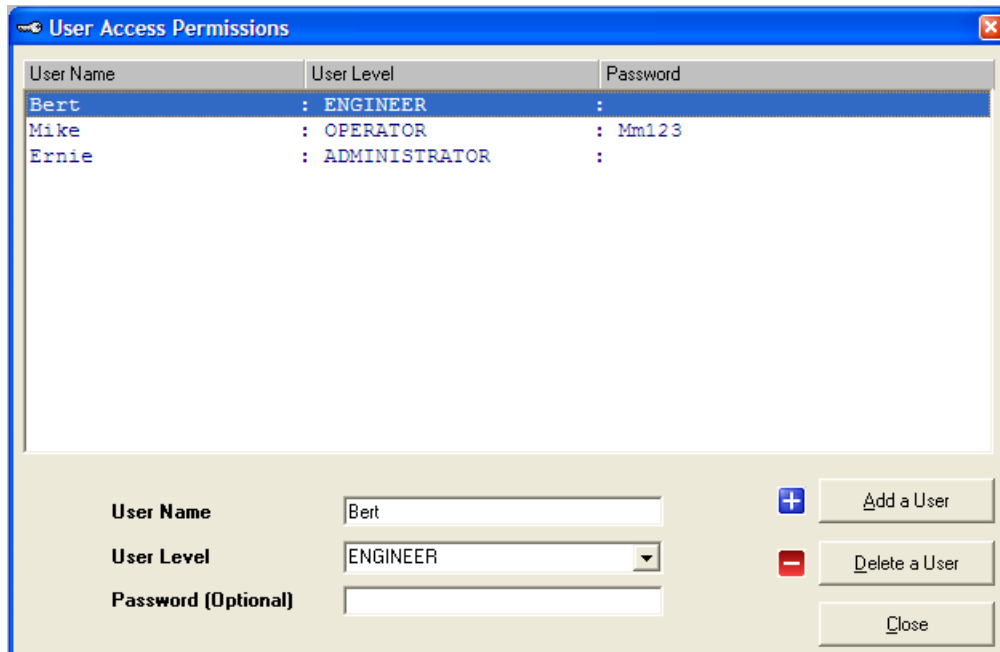 User Access Permissions
User Name User Level Password
Bert : ENGINEER :
Mike : OPERATOR : Mm123
Ernie : ADMINISTRATOR :
Add a User
User Name Bert
User Level ENGINEER
Delete a User
Password (Optional)
Close